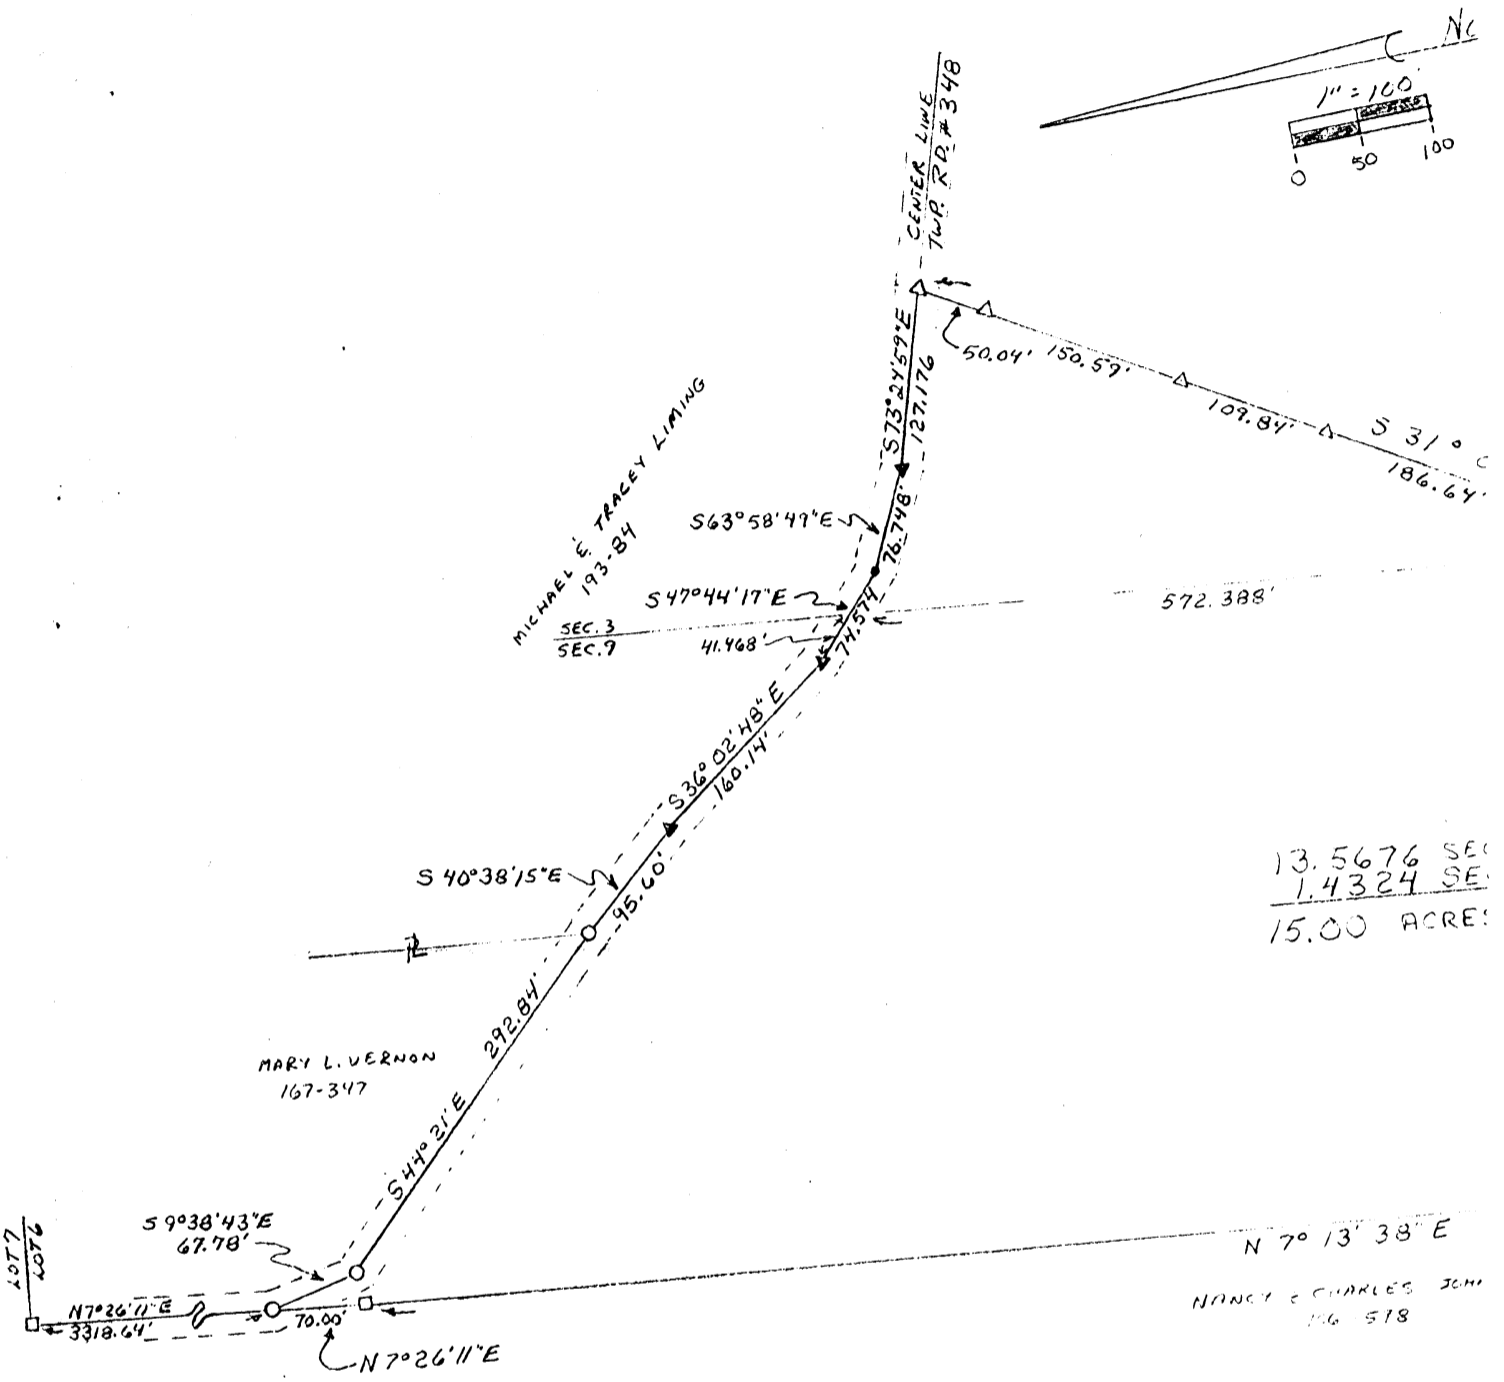 1" = 100'
0 50 100
CENTER LINE
TWP. RD. # 348
S73°24'59"E
127.176
50.04'
150.59'
109.84'
S 31°
186.64'
MICHAEL & TRACEY LIMING
193-84
S63°58'49"E
76.748'
S47°44'17"E
74.574
572.388'
SEC. 3
SEC. 9
41.468'
S36°02'48"E
160.14'
S 40°38'15"E
95.60'
13.5676
1.4324
15.00 ACRES
292.84'
S44°21'E
MARY L. VERNON
167-347
S 9°38'43"E
67.78'
LOT 7
LOT 6
N7°26'11"E
3318.64'
70.00'
N7°26'11"E
N 7° 13' 38" E
NANCY & CHARLES
578